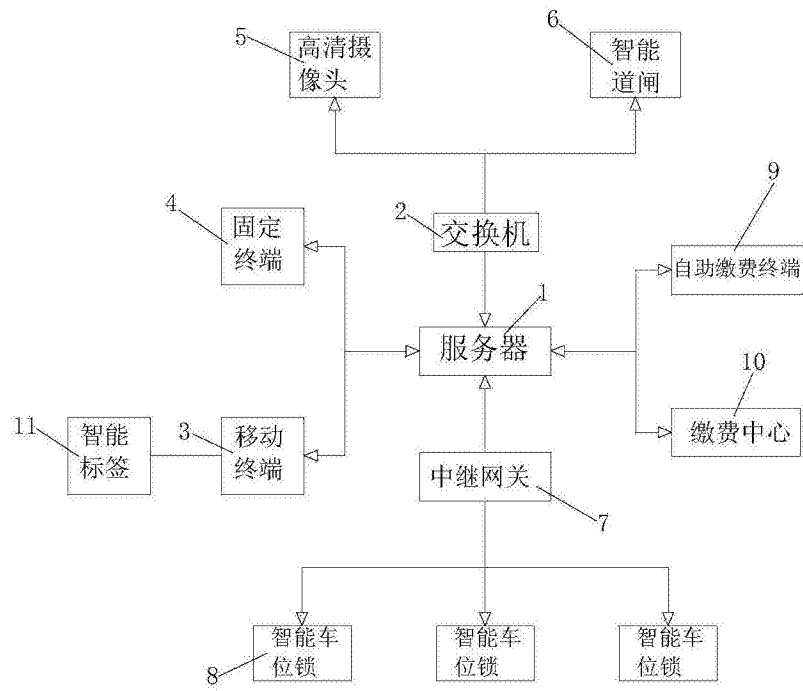 5
高清摄
像头
6
智能
道闸
4
固定
终端
2
交换机
9
自助缴费终端
1
服务器
11
智能
标签
3
移动
终端
10
缴费中心
中继网关
7
8
智能车
位锁
智能车
位锁
智能车
位锁